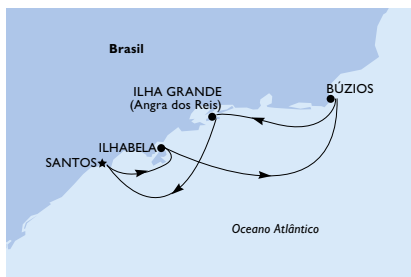 Brasil
ILHA GRANDE
(Angra dos Reis)
BÚZIOS
ILHABELA
SANTOS
Oceano Atlântico